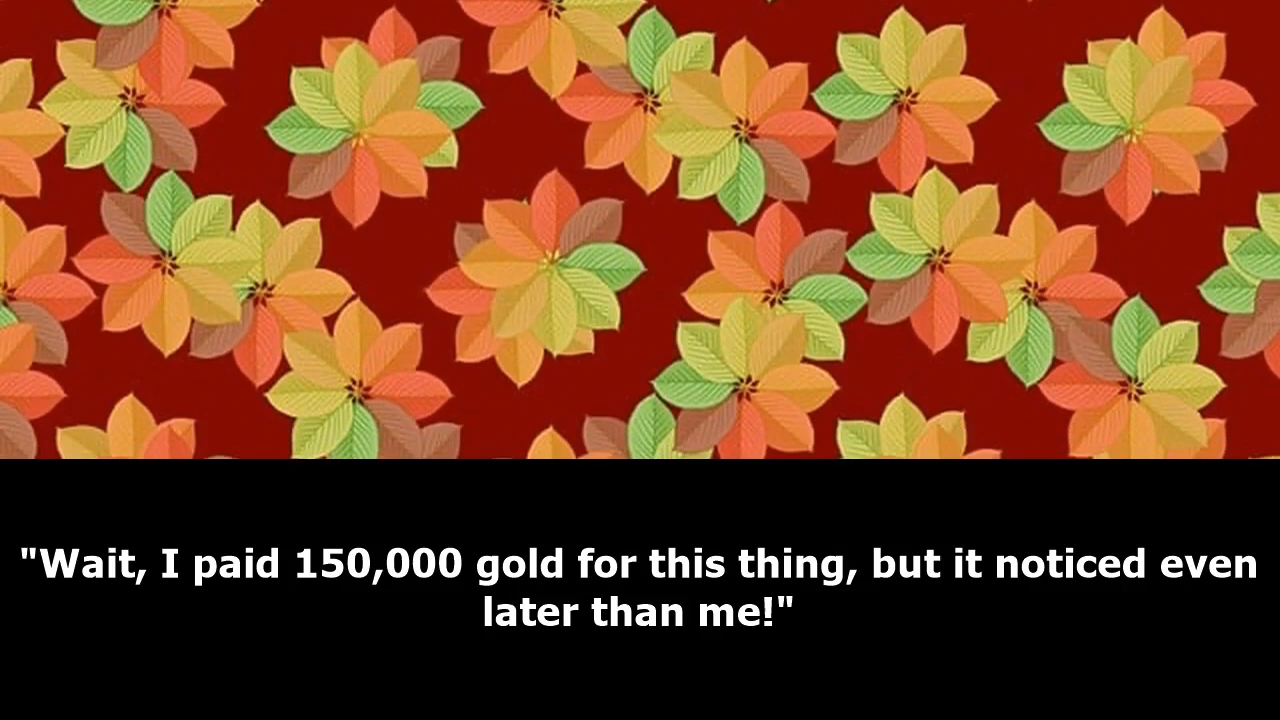 "Wait, I paid 150,000 gold for this thing, but it noticed even
later than me!"